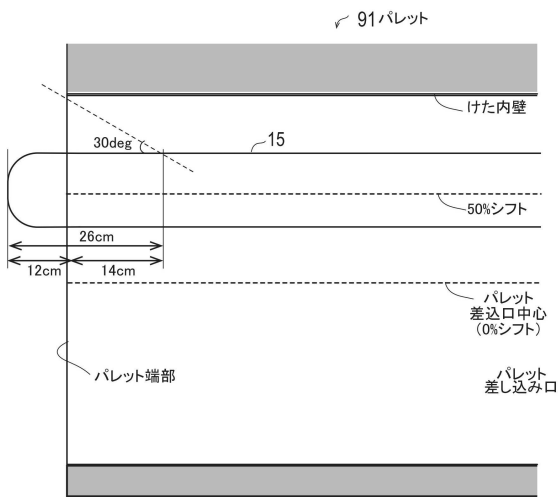 91パレット
けた内壁
30deg
15
50%シフト
26cm
12cm
14cm
パレット
差込口中心
(0%シフト)
パレット端部
パレット
差し込み口